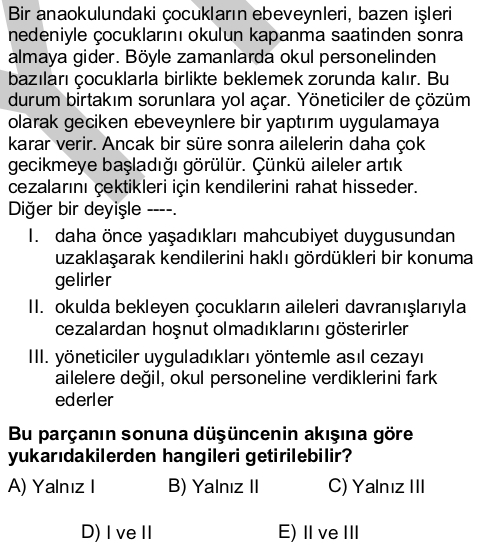 Bir anaokulundaki çocukların ebeveynleri, bazen işleri
nedeniyle çocuklarını okulun kapanma saatinden sonra
almaya gider. Böyle zamanlarda okul personelinden
bazıları çocuklarla birlikte beklemek zorunda kalır. Bu
durum birtakım sorunlara yol açar. Yöneticiler de çözüm
olarak geciken ebeveynlere bir yaptırım uygulamaya
karar verir. Ancak bir süre sonra ailelerin daha çok
gecikmeye başladığı görülür. Çünkü aileler artık
cezalarını çektikleri için kendilerini rahat hisseder.
Diğer bir deyişle ----.
I. daha önce yaşadıkları mahcubiyet duygusundan
uzaklaşarak kendilerini haklı gördükleri bir konuma
gelirler
II. okulda bekleyen çocukların aileleri davranışlarıyla
cezalardan hoşnut olmadıklarını gösterirler
III. yöneticiler uyguladıkları yöntemle asıl cezayı
ailelere değil, okul personeline verdiklerini fark
ederler
Bu parçanın sonuna düşüncenin akışına göre
yukarıdakilerden hangileri getirilebilir?
A) Yalnız I B) Yalnız II C) Yalnız III
D) I ve II E) II ve III